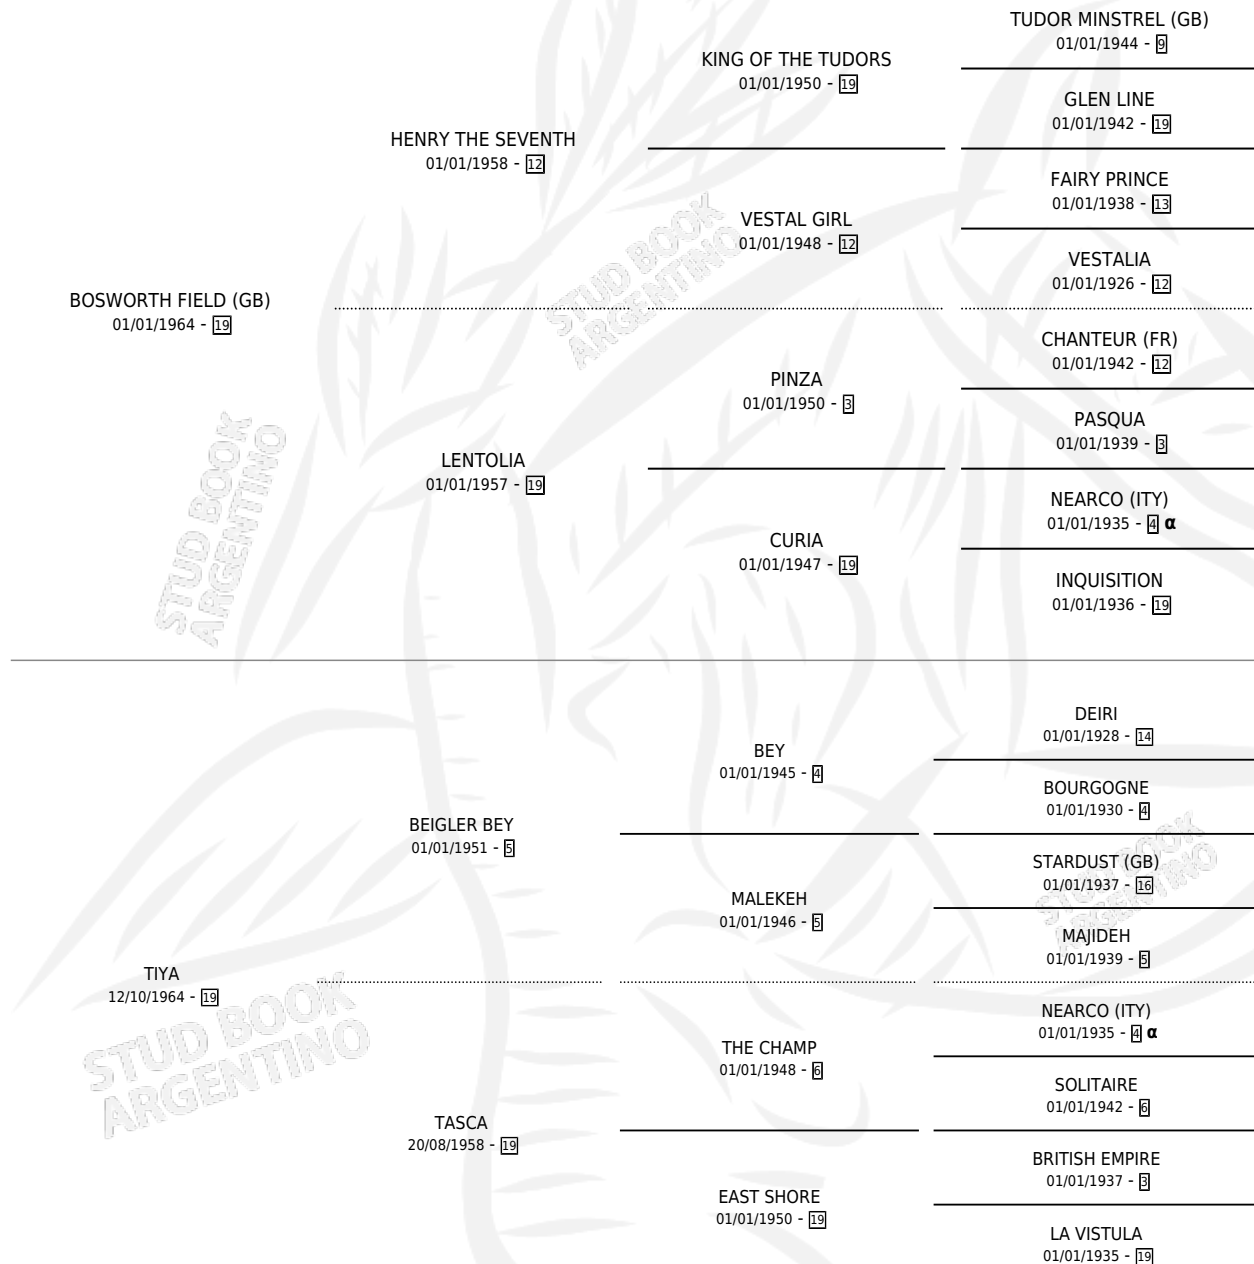 TUDOR MINSTREL (GB)
01/01/1944 - 9
KING OF THE TUDORS
01/01/1950 - 19
GLEN LINE
01/01/1942 - 19
HENRY THE SEVENTH
01/01/1958 - 12
FAIRY PRINCE
01/01/1938 - 13
VESTAL GIRL
01/01/1948 - 12
VESTALIA
01/01/1926 - 12
BOSWORTH FIELD (GB)
01/01/1964 - 19
CHANTEUR (FR)
01/01/1942 - 12
PINZA
01/01/1950 - 3
PASQUA
01/01/1939 - 3
LENTOLIA
01/01/1957 - 19
NEARCO (ITY)
01/01/1935 - 4 α
CURIA
01/01/1947 - 19
INQUISITION
01/01/1936 - 19
DEIRI
01/01/1928 - 14
BEY
01/01/1945 - 4
BOURGOGNE
01/01/1930 - 4
BEIGLER BEY
01/01/1951 - 5
STARDUST (GB)
01/01/1937 - 16
MALEKEH
01/01/1946 - 5
MAJIDEH
01/01/1939 - 5
TIYA
12/10/1964 - 19
NEARCO (ITY)
01/01/1935 - 4 α
THE CHAMP
01/01/1948 - 6
SOLITAIRE
01/01/1942 - 6
TASCA
20/08/1958 - 19
BRITISH EMPIRE
01/01/1937 - 3
EAST SHORE
01/01/1950 - 19
LA VISTULA
01/01/1935 - 19
STUD BOOK
ARGENTINO
STUD BOOK
ARGENTINO
STUD BOOK
ARGENTINO
STUD BOOK
ARGENTINO